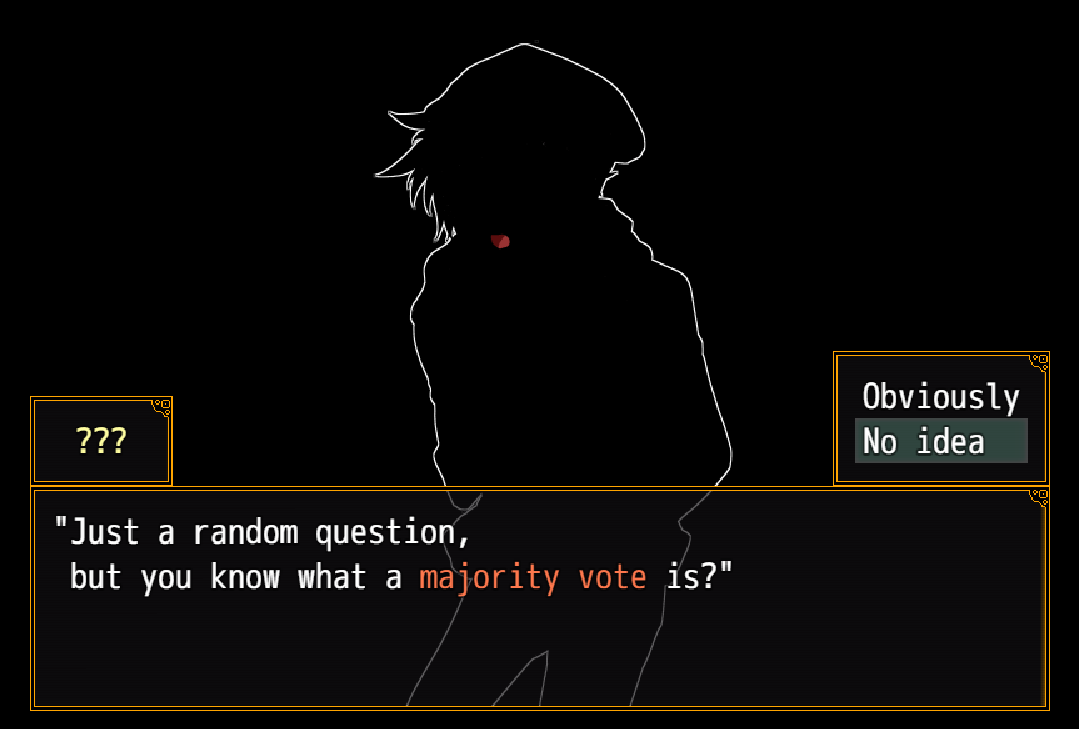 Obviously
No idea
???
"Just a random question,
but you know what a majority vote is?"